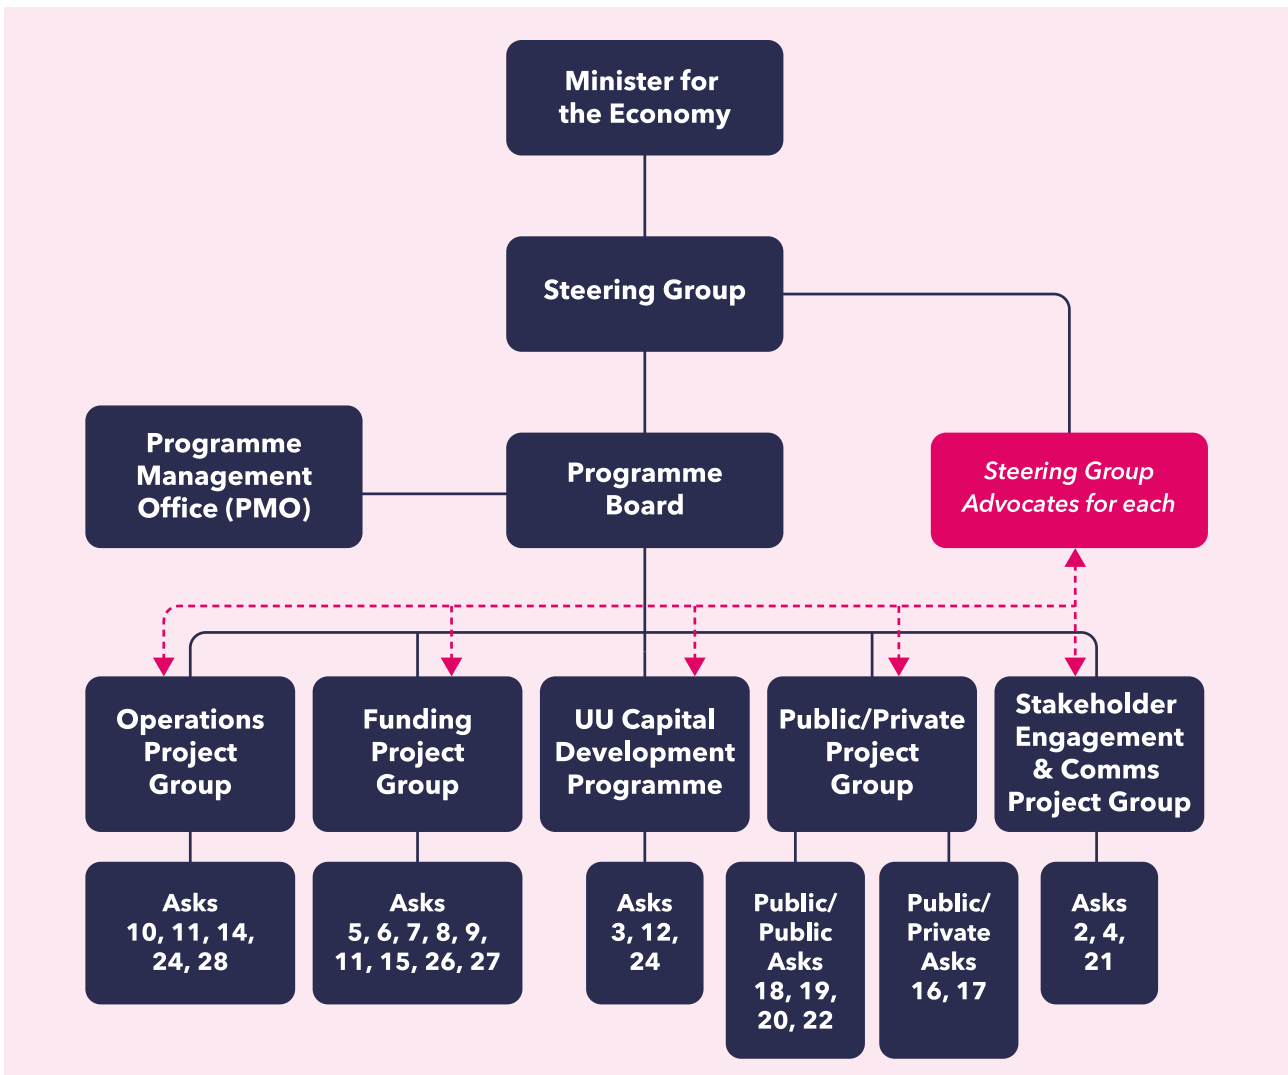 Minister for
the Economy
Steering Group
Programme
Management
Office (PMO)
Programme
Board
Steering Group
Advocates for each
Operations
Project
Group
Funding
Project
Group
UU Capital
Development
Programme
Public/Private
Project
Group
Stakeholder
Engagement
& Comms
Project Group
Asks
10, 11, 14,
24, 28
Asks
5, 6, 7, 8, 9,
11, 15, 26, 27
Asks
3, 12,
24
Public/
Public
Asks
18, 19,
20, 22
Public/
Private
Asks
16, 17
Asks
2, 4,
21